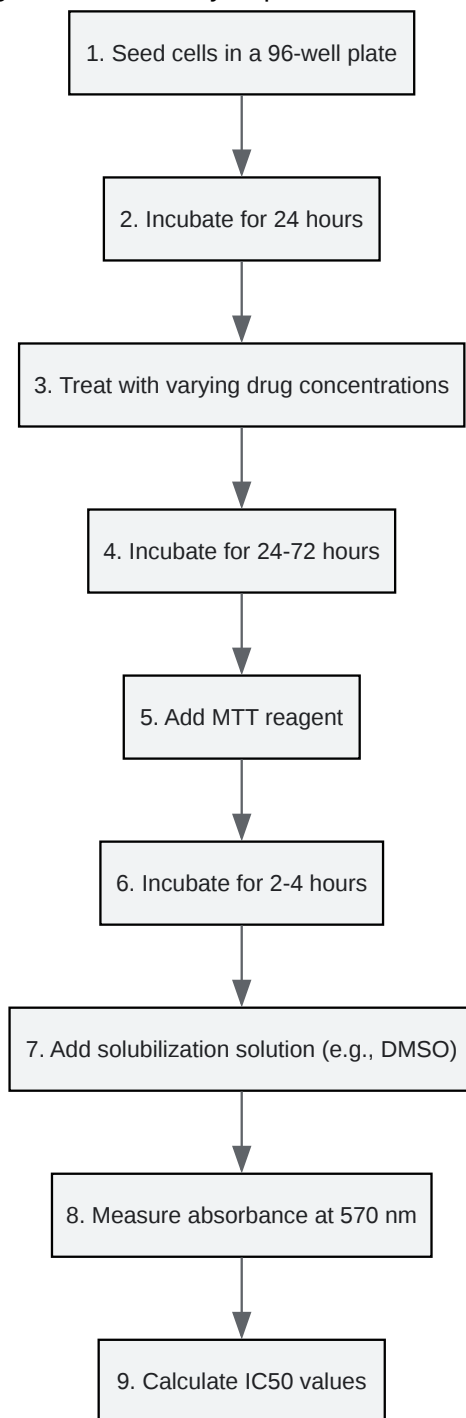 1. Seed cells in a 96-well plate
2. Incubate for 24 hours
3. Treat with varying drug concentrations
4. Incubate for 24-72 hours
5. Add MTT reagent
6. Incubate for 2-4 hours
7. Add solubilization solution (e.g., DMSO)
8. Measure absorbance at 570 nm
9. Calculate IC50 values